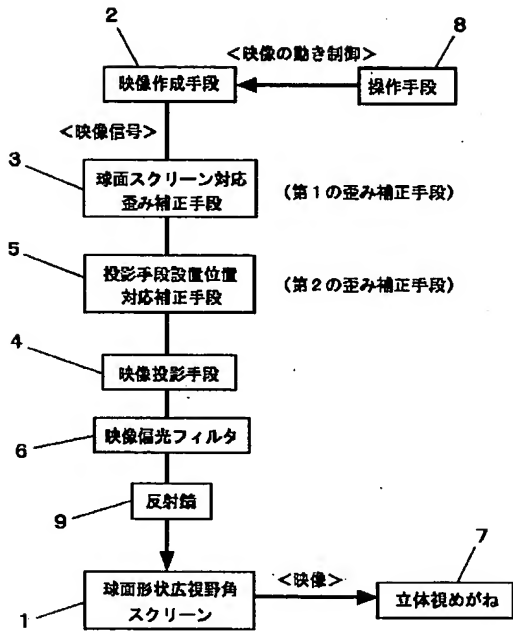 2
8
<映像の動き制御>
映像作成手段
操作手段
<映像信号>
3
球面スクリーン対応
歪み補正手段
(第1の歪み補正手段)
5
投影手段設置位置
対応補正手段
(第2の歪み補正手段)
4
映像投影手段
映像偏光フィルタ
6
反射鏡
9
7
<映像>
球面形状広視野角
スクリーン
立体視めがね
1